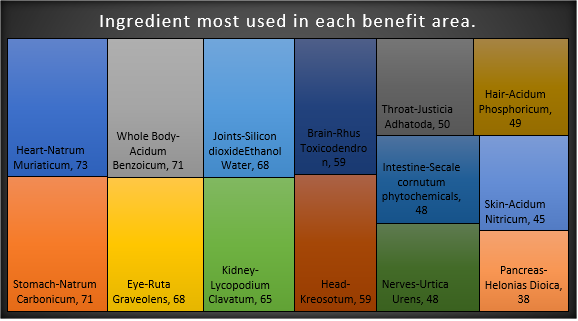 Ingredient most used in each benefit area.
Heart-Natrum
Muriaticum, 73
Stomach-Natrum
Carbonicum, 71
Whole Body-
Acidum
Benzoicum, 71
Eye-Ruta
Graveolens, 68
Joints-Silicon
dioxideEthanol
Water, 68
Kidney-
Lycopodium
Clavatum, 65
Brain-Rhus
Toxicodendro
n, 59
Head-
Kreosotum, 59
Throat-Justicia
Adhatoda, 50
Hair-Acidum
Phosphoricum,
49
Intestine-Secale
cornutum
phytochemicals,
48
Skin-Acidum
Nitricum, 45
Nerves-Urtica
Urens, 48
Pancreas-
Helonias Dioica,
38